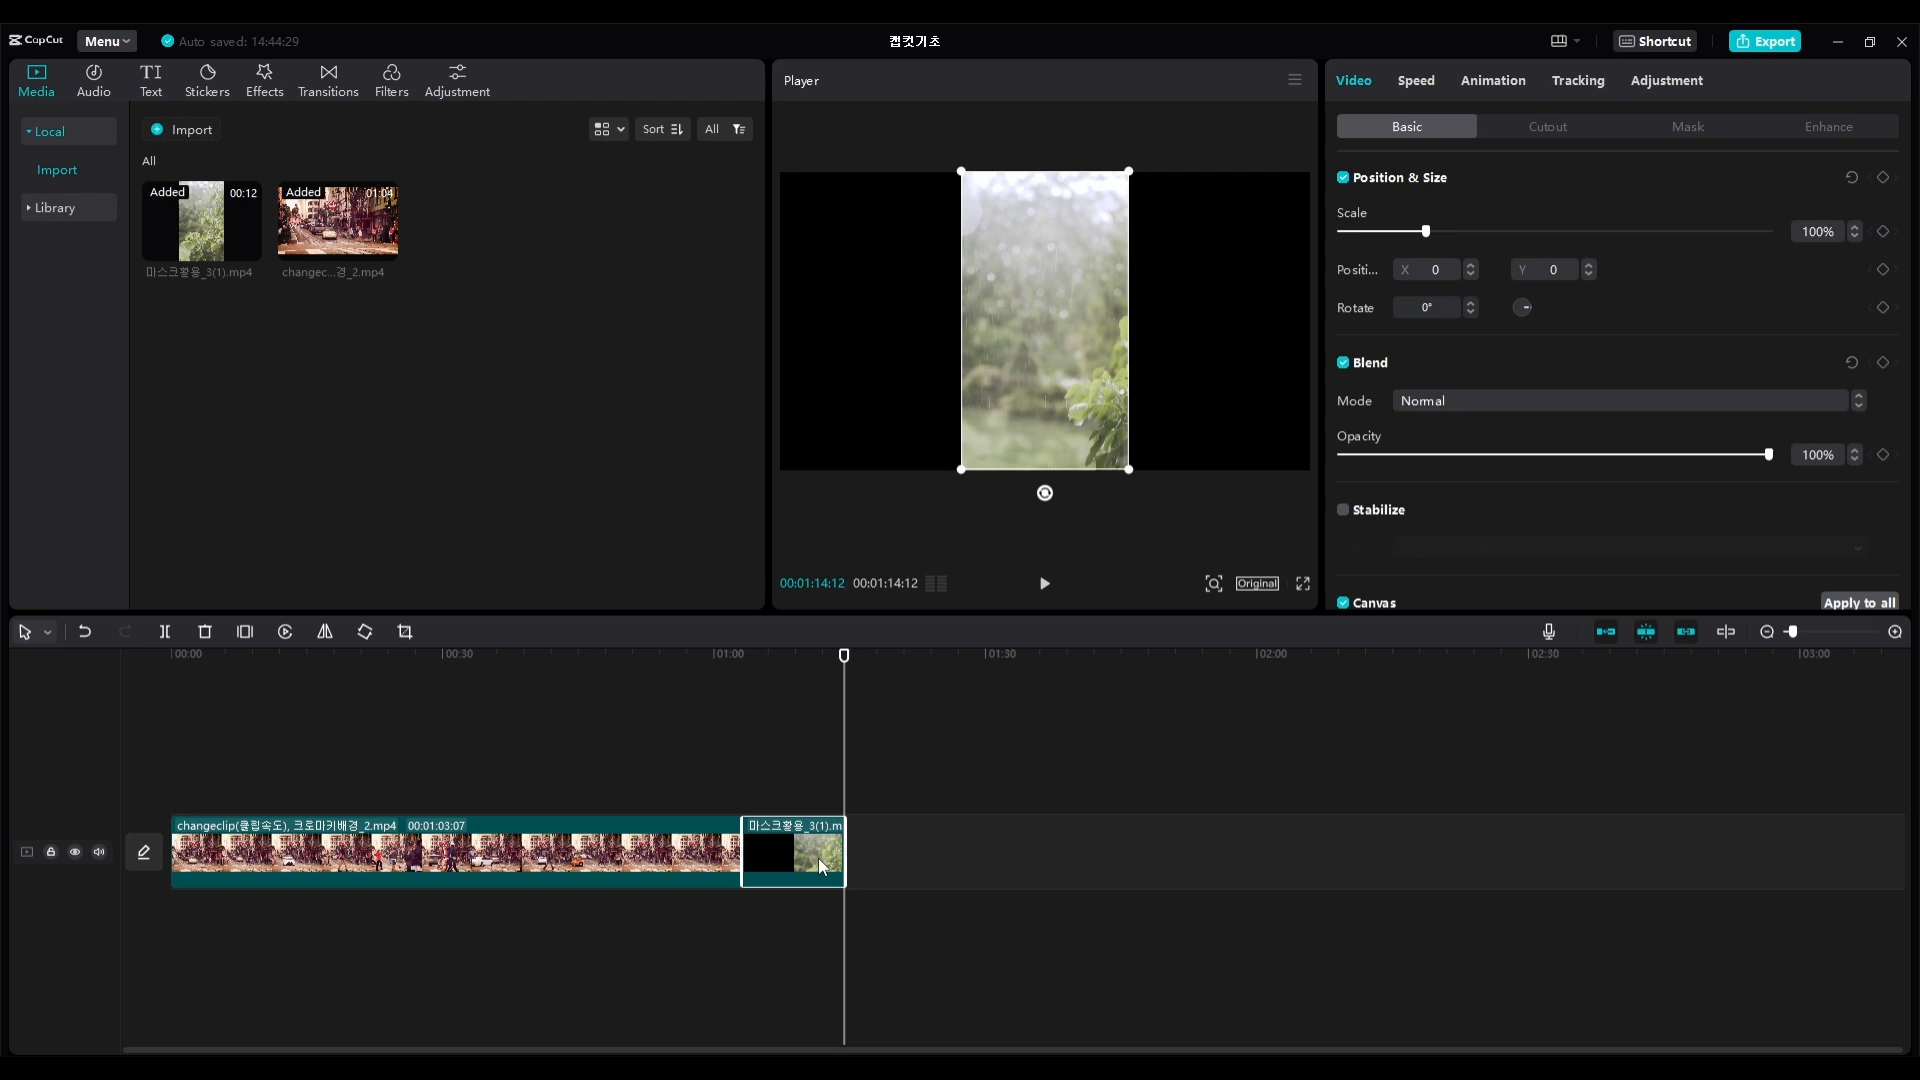 CapCut Menu Auto saved: 14:44:29 캡컷기초 Shortcut Export
Media Audio Text Stickers Effects Transitions Filters Adjustment
Player
Video Speed Animation Tracking Adjustment
Local
Import
Library
Import Sort All
All
Added 00:12
Added 01:04
마스크활용_3(1).mp4
changec...경_2.mp4
Basic Cutout Mask Enhance
Position & Size
Scale
100%
Positi... X 0 Y 0
Rotate 0°
Blend
Mode Normal
Opacity
100%
Stabilize
Canvas Apply to all
00:01:14:12 00:01:14:12 Original
00:00 00:30 01:00 01:30 02:00 02:30 03:00
changeclip(클립속도), 크로마키배경_2.mp4 00:01:03:07
마스크활용_3(1).m